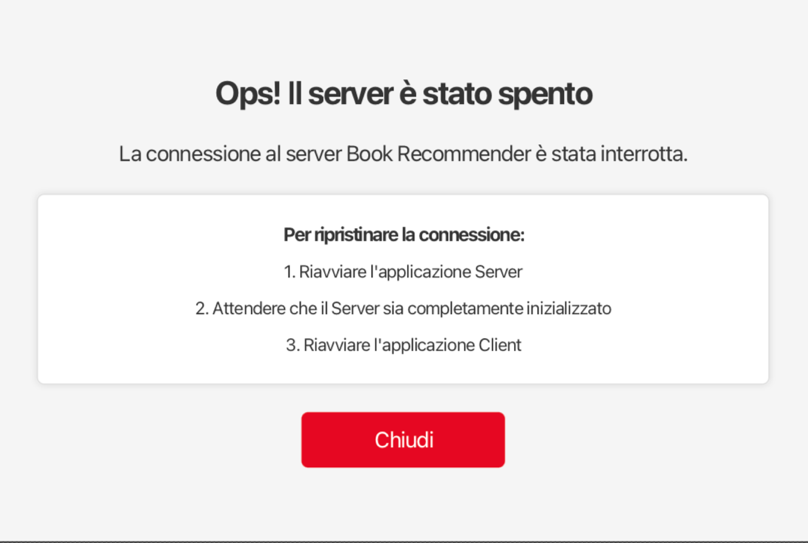 Ops! Il server è stato spento
La connessione al server Book Recommender è stata interrotta.
Per ripristinare la connessione:
1. Riavviare l'applicazione Server
2. Attendere che il Server sia completamente inizializzato
3. Riavviare l'applicazione Client
Chiudi